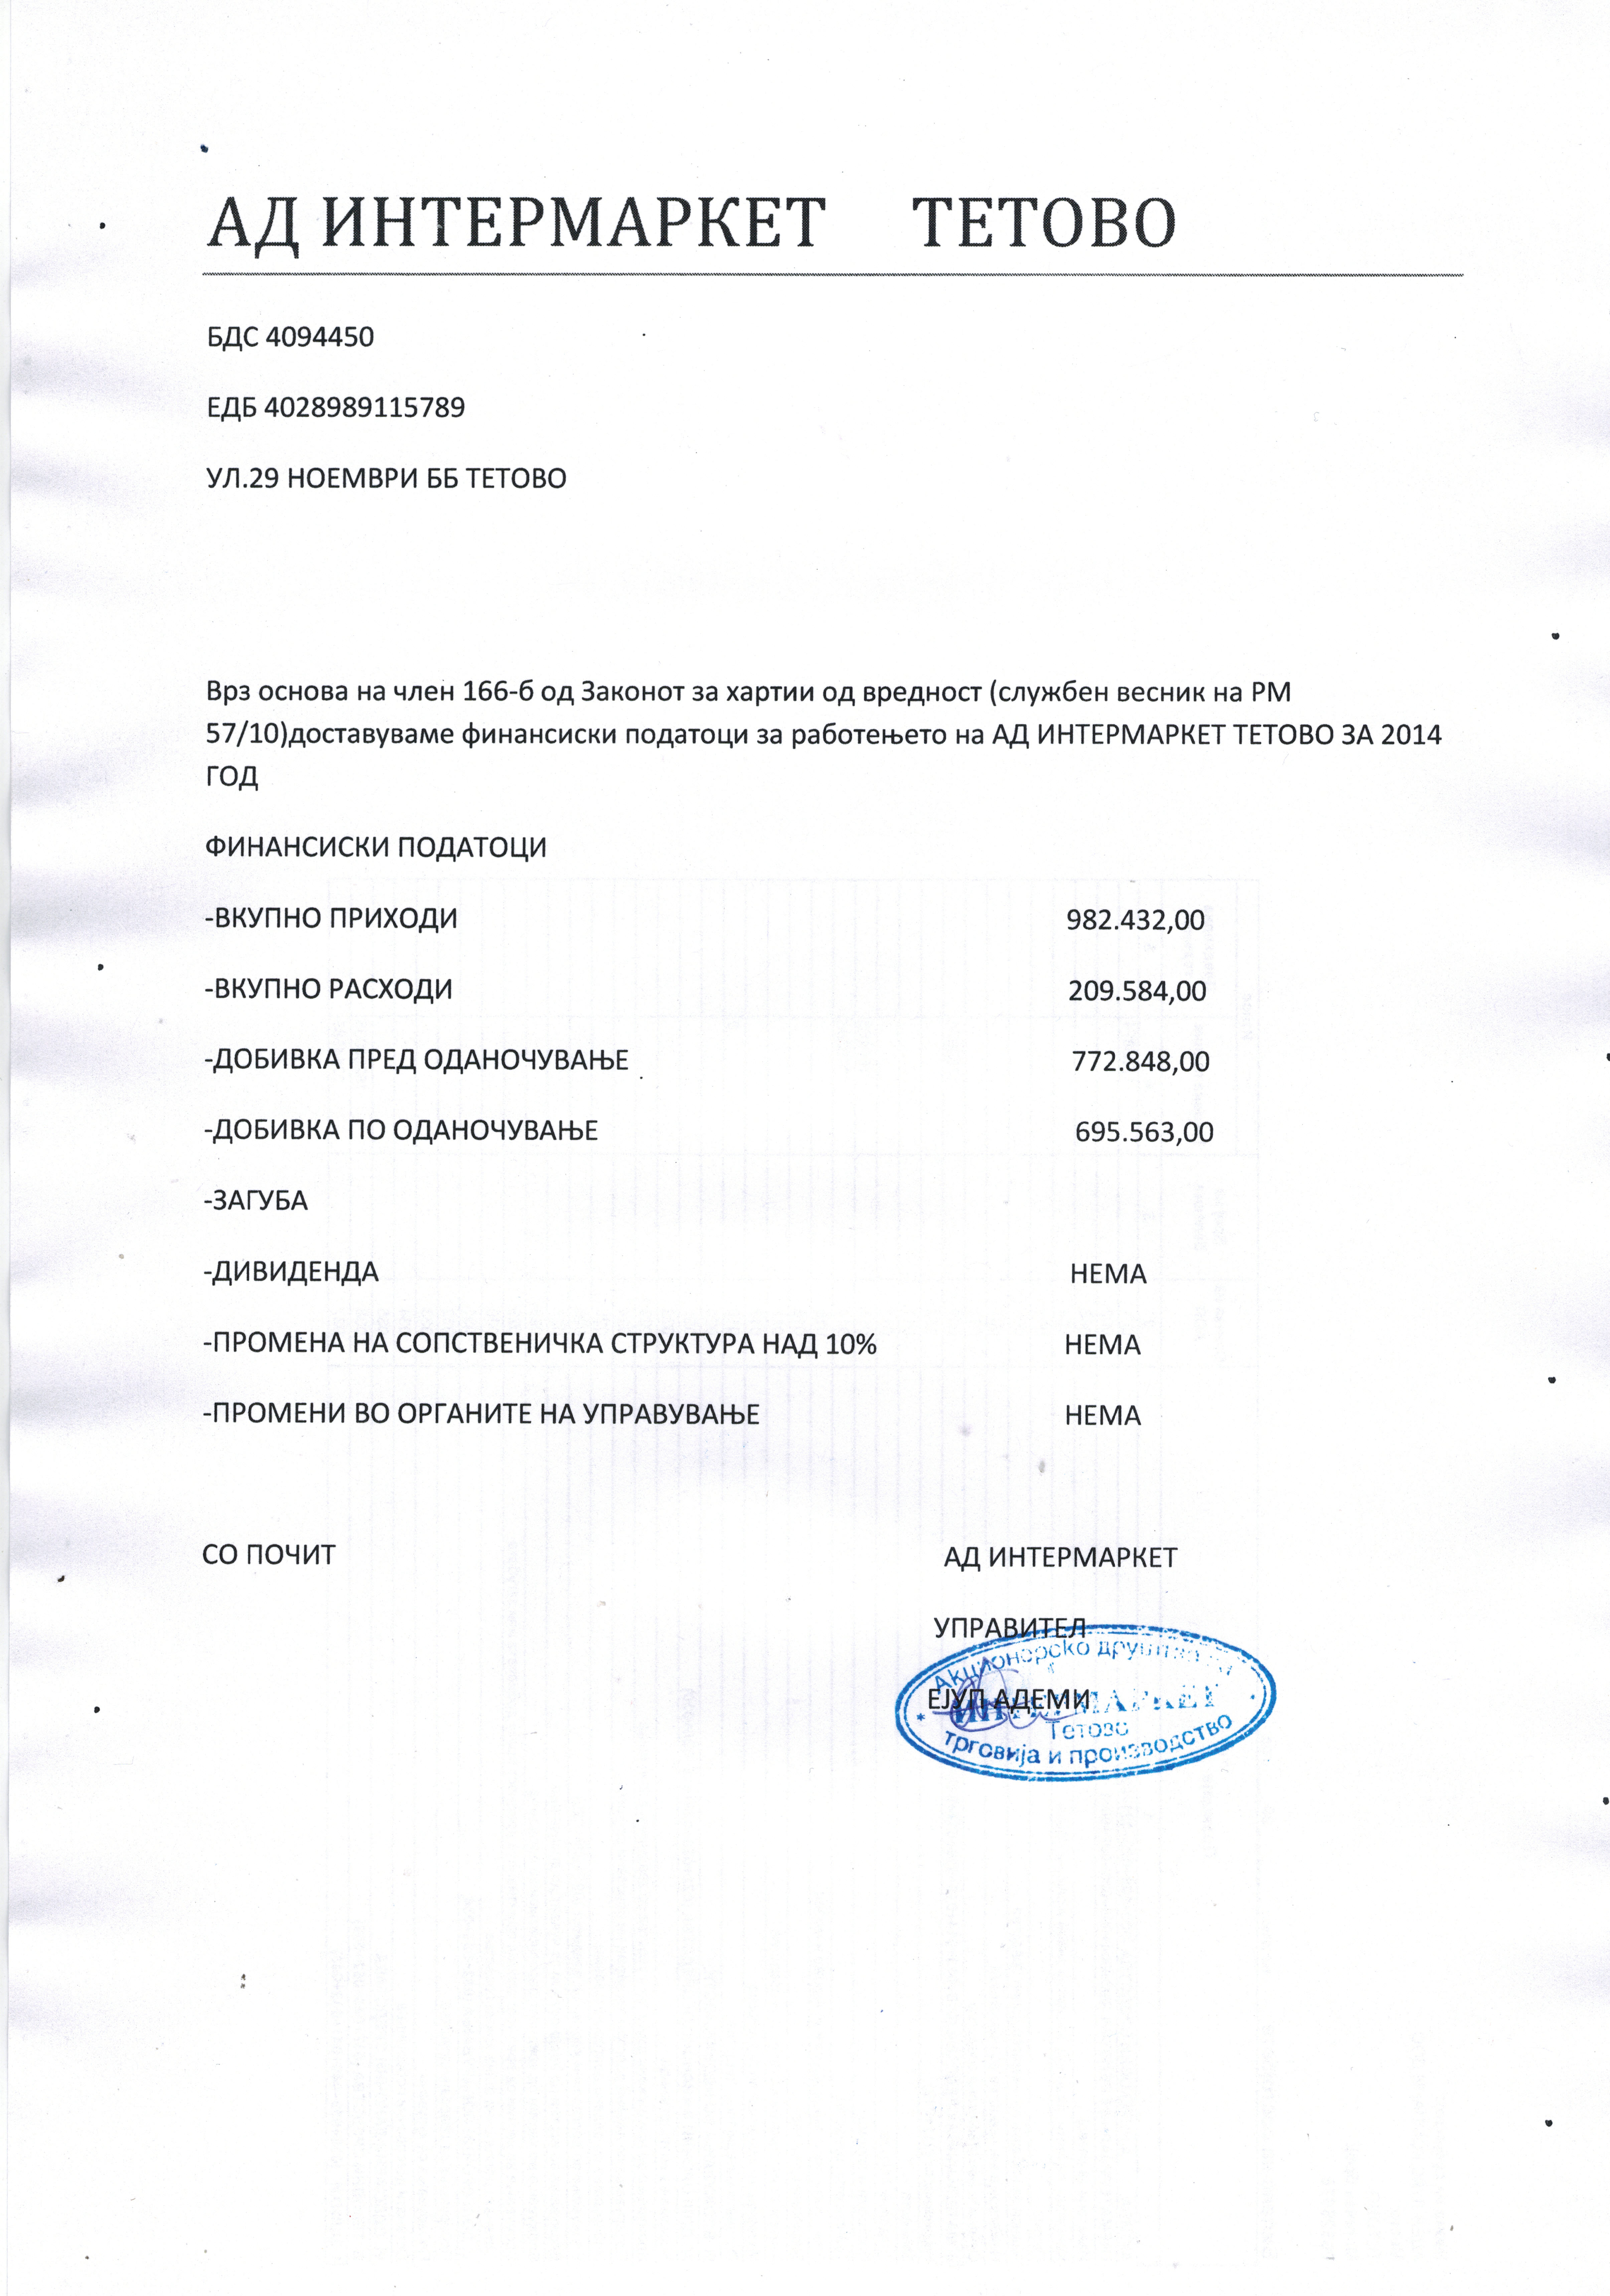 АД ИНТЕРМАРКЕТ ТЕТОВО
БДС 4094450
ЕДБ 4028989115789
УЛ.29 НОЕМВРИ ББ ТЕТОВО
Врз основа на член 166-б од Законот за хартии од вредност (службен весник на РМ
57/10)доставуваме финансиски податоци за работењето на АД ИНТЕРМАРКЕТ ТЕТОВО ЗА 2014
ГОД
ФИНАНСИСКИ ПОДАТОЦИ
-ВКУПНО ПРИХОДИ 982.432,00
-ВКУПНО РАСХОДИ 209.584,00
-ДОБИВКА ПРЕД ОДАНОЧУВАЊЕ 772.848,00
-ДОБИВКА ПО ОДАНОЧУВАЊЕ 695.563,00
-ЗАГУБА
-ДИВИДЕНДА НЕМА
-ПРОМЕНА НА СОПСТВЕНИЧКА СТРУКТУРА НАД 10% НЕМА
-ПРОМЕНИ ВО ОРГАНИТЕ НА УПРАВУВАЊЕ НЕМА
СО ПОЧИТ АД ИНТЕРМАРКЕТ
УПРАВИТЕЛ
ЕЈУП АДЕМИ
Акционерско
ИНТЕРМАРКЕТ
Тетово
трговија и производство